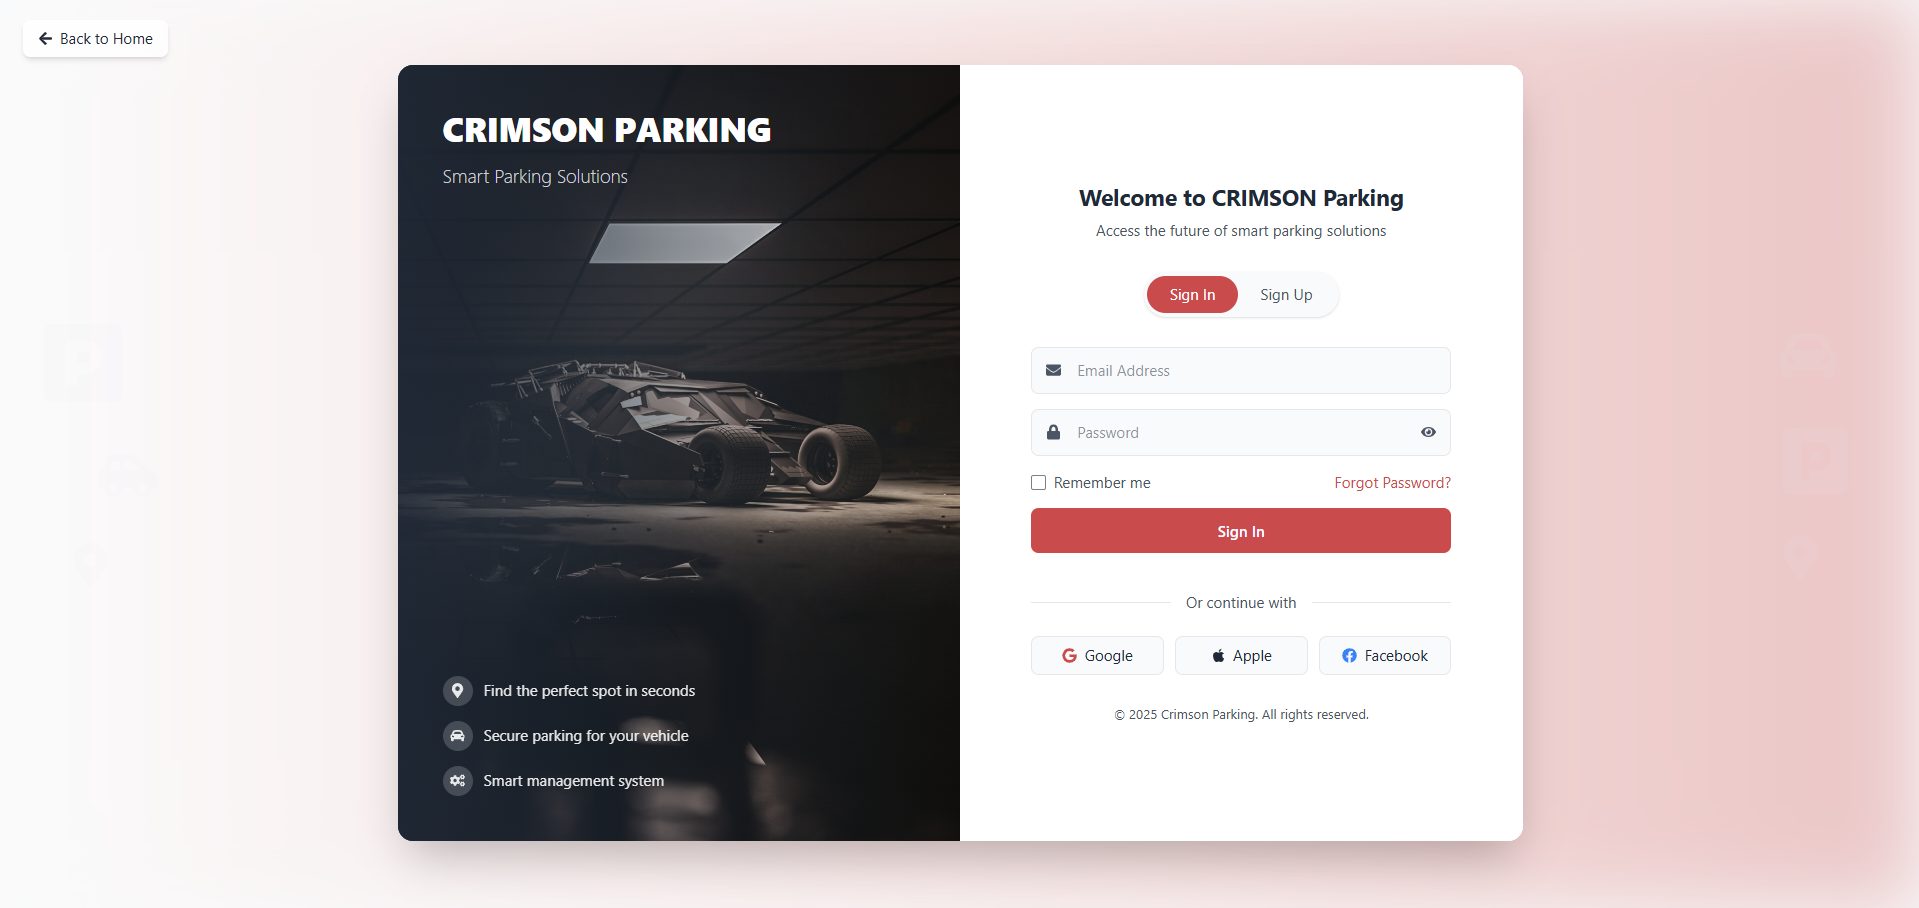 Back to Home
CRIMSON PARKING
Smart Parking Solutions
Find the perfect spot in seconds
Secure parking for your vehicle
Smart management system
Welcome to CRIMSON Parking
Access the future of smart parking solutions
Sign In Sign Up
Email Address
Password
Remember me Forgot Password?
Sign In
Or continue with
Google Apple Facebook
© 2025 Crimson Parking. All rights reserved.
P
P